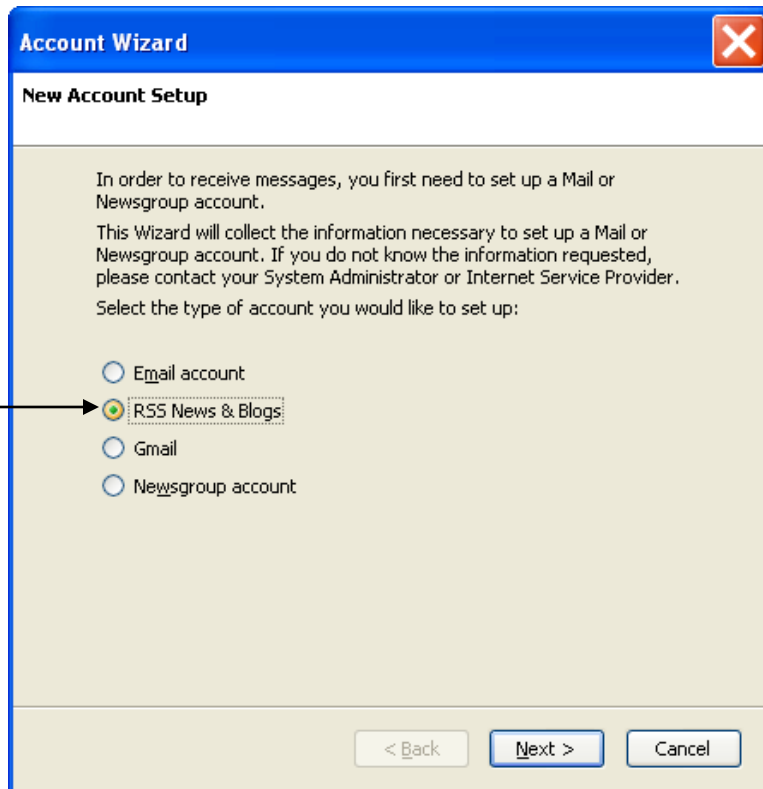 Account Wizard
New Account Setup
In order to receive messages, you first need to set up a Mail or
Newsgroup account.
This Wizard will collect the information necessary to set up a Mail or
Newsgroup account. If you do not know the information requested,
please contact your System Administrator or Internet Service Provider.
Select the type of account you would like to set up:
Email account
RSS News & Blogs
Gmail
Newsgroup account
< Back Next > Cancel